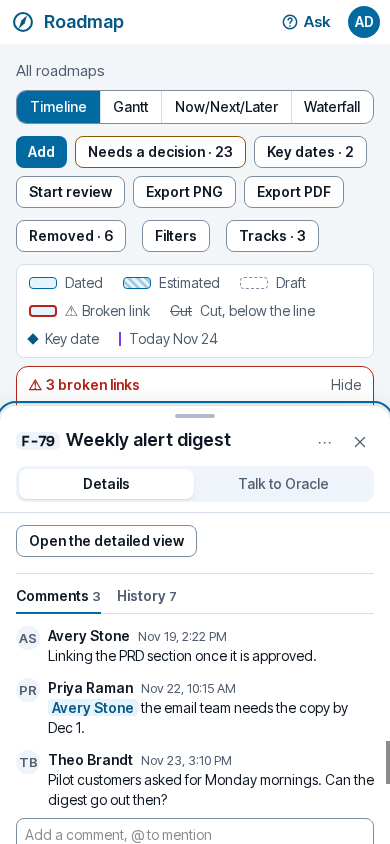 Roadmap
Ask
AD
All roadmaps
Timeline
Gantt
Now/Next/Later
Waterfall
Add
Needs a decision · 23
Key dates · 2
Start review
Export PNG
Export PDF
Removed · 6
Filters
Tracks · 3
Dated
Estimated
Draft
⚠ Broken link
Cut
Cut, below the line
Key date
Today Nov 24
⚠ 3 broken links
Hide
F-79 Weekly alert digest
Details
Talk to Oracle
Open the detailed view
Comments 3
History 7
AS
Avery Stone Nov 19, 2:22 PM
Linking the PRD section once it is approved.
PR
Priya Raman Nov 22, 10:15 AM
Avery Stone the email team needs the copy by
Dec 1.
TB
Theo Brandt Nov 23, 3:10 PM
Pilot customers asked for Monday mornings. Can the
digest go out then?
Add a comment, @ to mention